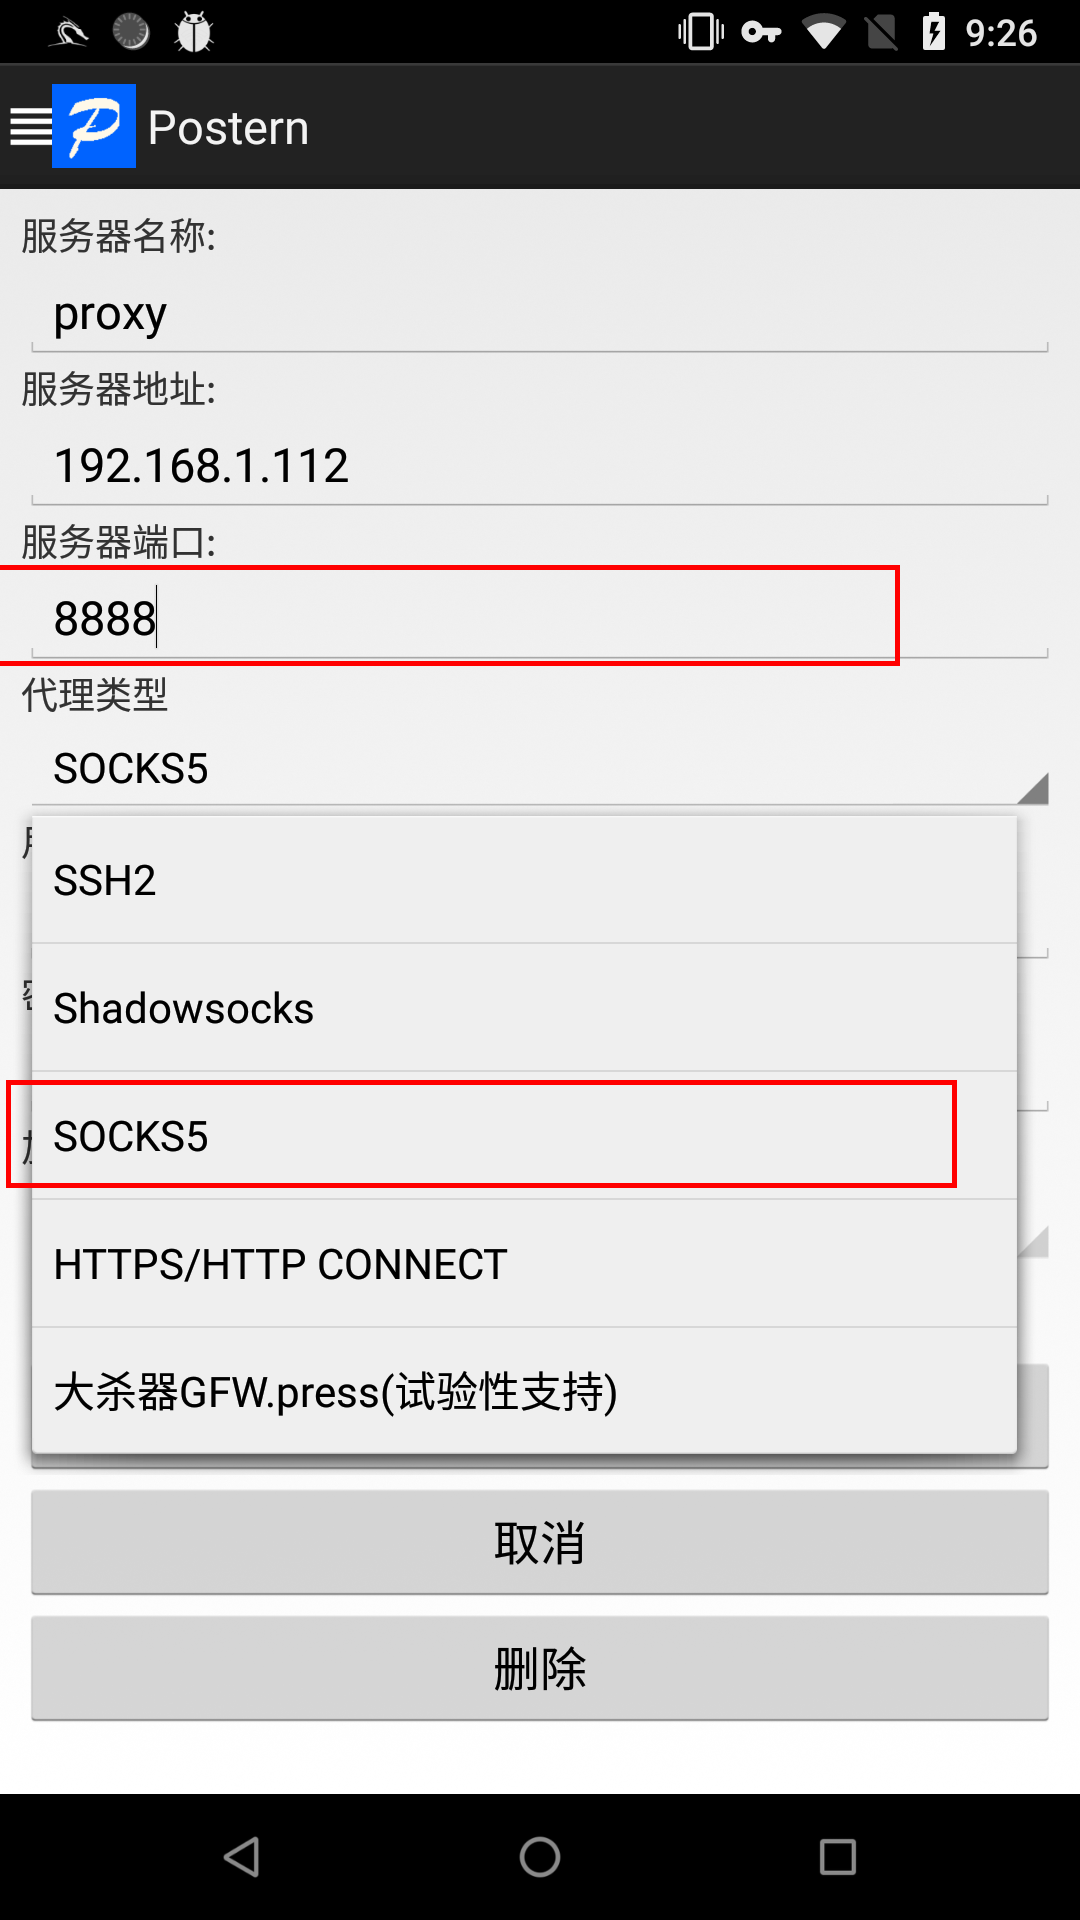 9:26
Postern
服务器名称:
proxy
服务器地址:
192.168.1.112
服务器端口:
8888
代理类型
SOCKS5
SSH2
Shadowsocks
SOCKS5
HTTPS/HTTP CONNECT
大杀器GFW.press(试验性支持)
取消
删除